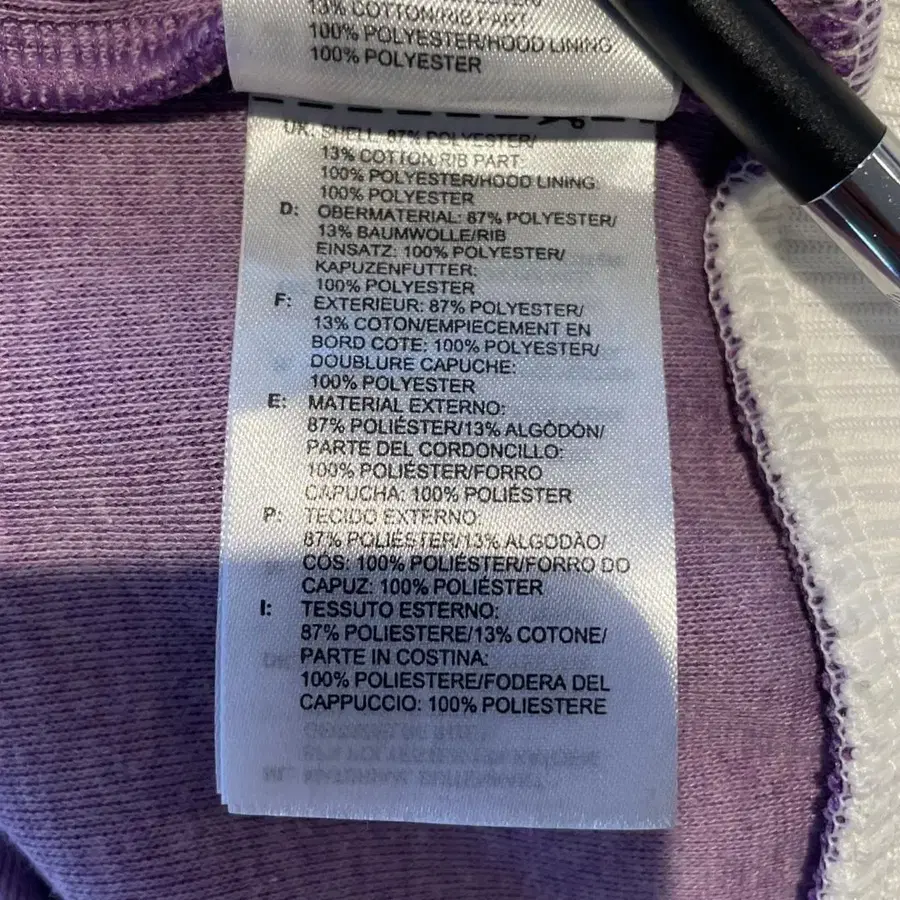 13% COTTON/RIB PART
100% POLYESTER/HOOD LINING
100% POLYESTER
UK: SHELL: 87% POLYESTER/
13% COTTON/RIB PART:
100% POLYESTER/HOOD LINING:
100% POLYESTER
D: OBERMATERIAL: 87% POLYESTER/
13% BAUMWOLLE/RIB
EINSATZ: 100% POLYESTER/
KAPUZENFUTTER:
100% POLYESTER
F: EXTERIEUR: 87% POLYESTER/
13% COTON/EMPIECEMENT EN
BORD COTE: 100% POLYESTER/
DOUBLURE CAPUCHE:
100% POLYESTER
E: MATERIAL EXTERNO:
87% POLIÉSTER/13% ALGODÓN/
PARTE DEL CORDONCILLO:
100% POLIÉSTER/FORRO
CAPUCHA: 100% POLIÉSTER
P: TECIDO EXTERNO:
87% POLIÉSTER/13% ALGODÃO/
CÓS: 100% POLIÉSTER/FORRO DO
CAPUZ: 100% POLIÉSTER
I: TESSUTO ESTERNO:
87% POLIESTERE/13% COTONE/
PARTE IN COSTINA:
100% POLIESTERE/FODERA DEL
CAPPUCCIO: 100% POLIESTERE